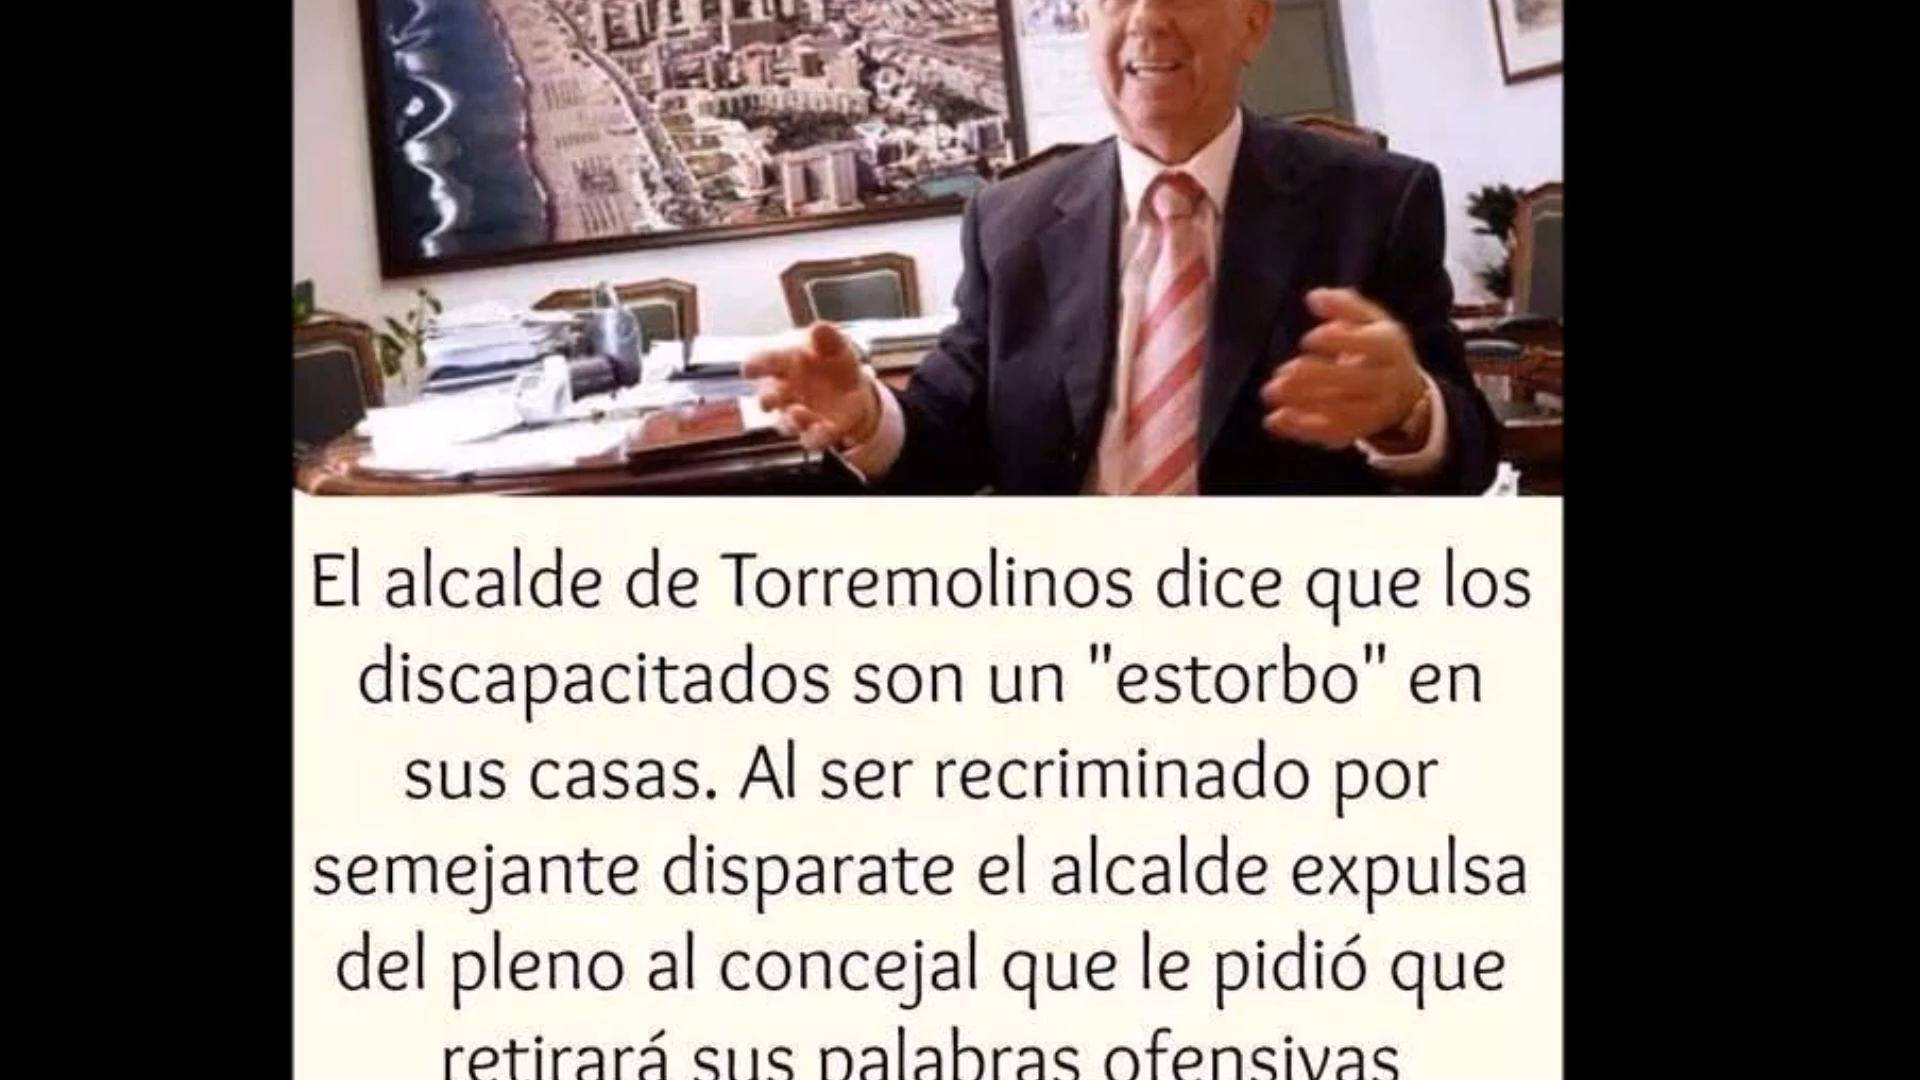 El alcalde de Torremolinos dice que los
discapacitados son un "estorbo" en
sus casas. Al ser recriminado por
semejante disparate el alcalde expulsa
del pleno al concejal que le pidió que
retirará sus palabras ofensivas